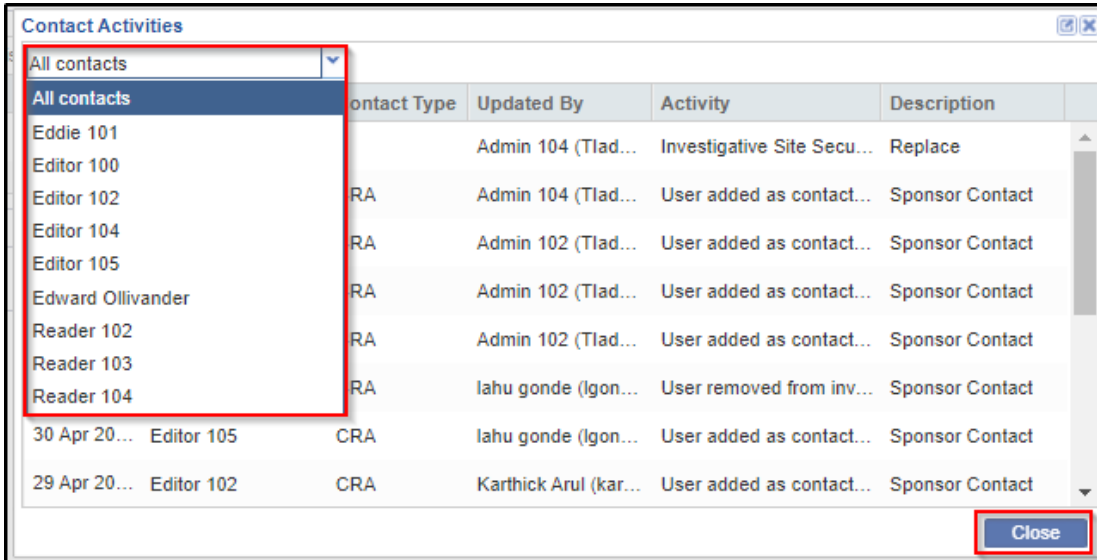 Contact Activities
All contacts
All contacts
ontact Type Updated By Activity Description
Eddie 101
Admin 104 (Tlad... Investigative Site Secu... Replace
Editor 100
Editor 102 RA Admin 104 (Tlad... User added as contact... Sponsor Contact
Editor 104
RA Admin 102 (Tlad... User added as contact... Sponsor Contact
Editor 105
Edward Ollivander RA Admin 102 (Tlad... User added as contact... Sponsor Contact
Reader 102
RA Admin 102 (Tlad... User added as contact... Sponsor Contact
Reader 103
Reader 104 RA lahu gonde (lgon... User removed from inv... Sponsor Contact
30 Apr 20... Editor 105 CRA lahu gonde (lgon... User added as contact... Sponsor Contact
29 Apr 20... Editor 102 CRA Karthick Arul (kar... User added as contact... Sponsor Contact
Close